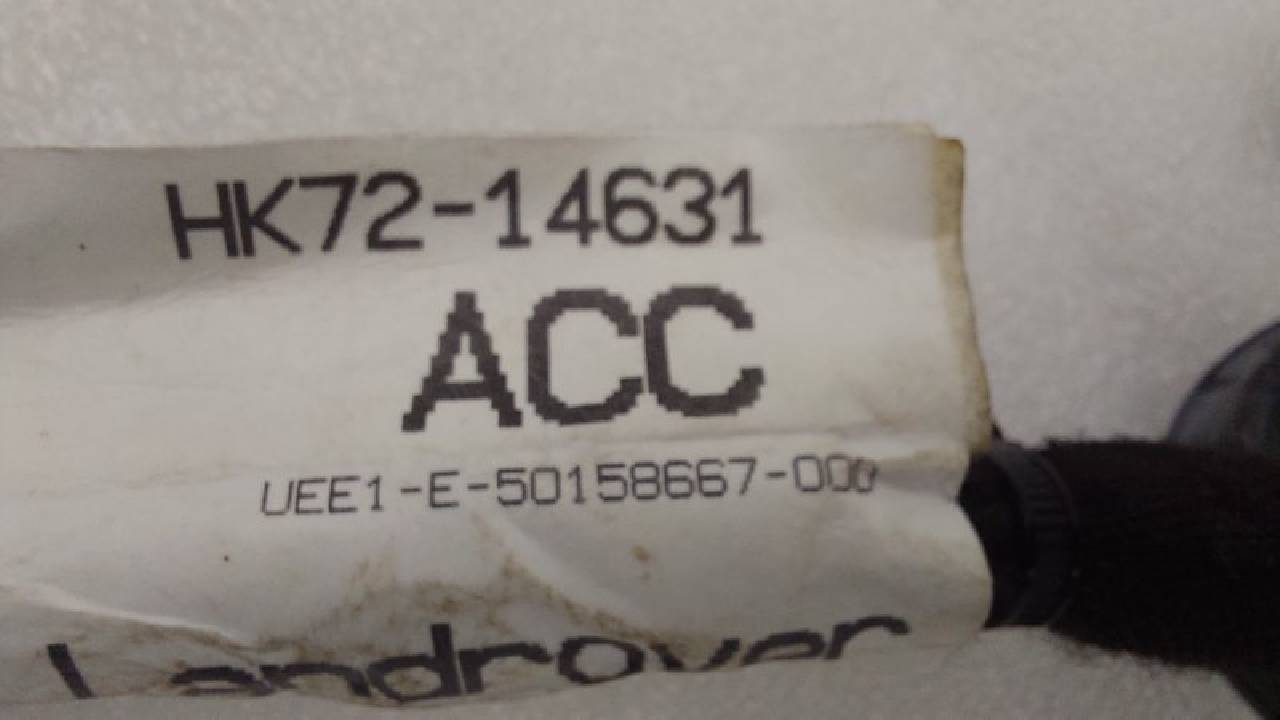 HK72-14631
ACC
UEE1-E-50158667-000
Landrover